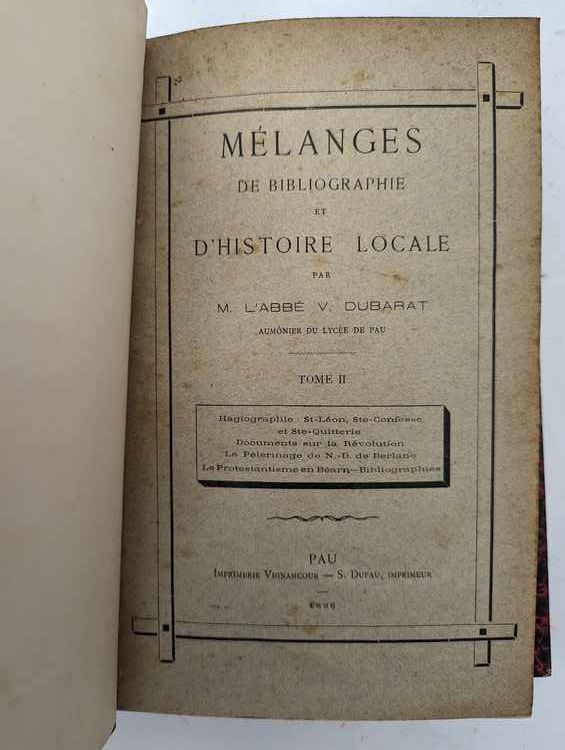 MÉLANGES
DE BIBLIOGRAPHIE
ET
D'HISTOIRE LOCALE
PAR
M. L'ABBÉ V. DUBARAT
AUMÔNIER DU LYCÉE DE PAU
TOME II
Hagiographie : St-Léon, Ste-Confesse
et Ste-Quitterie
Documents sur la Révolution
Le Pélerinage de N.-D. de Berlane
Le Protestantisme en Béarn—Bibliographies
PAU
IMPRIMERIE VIGNANCOUR — S. DUFAU, IMPRIMEUR
1896